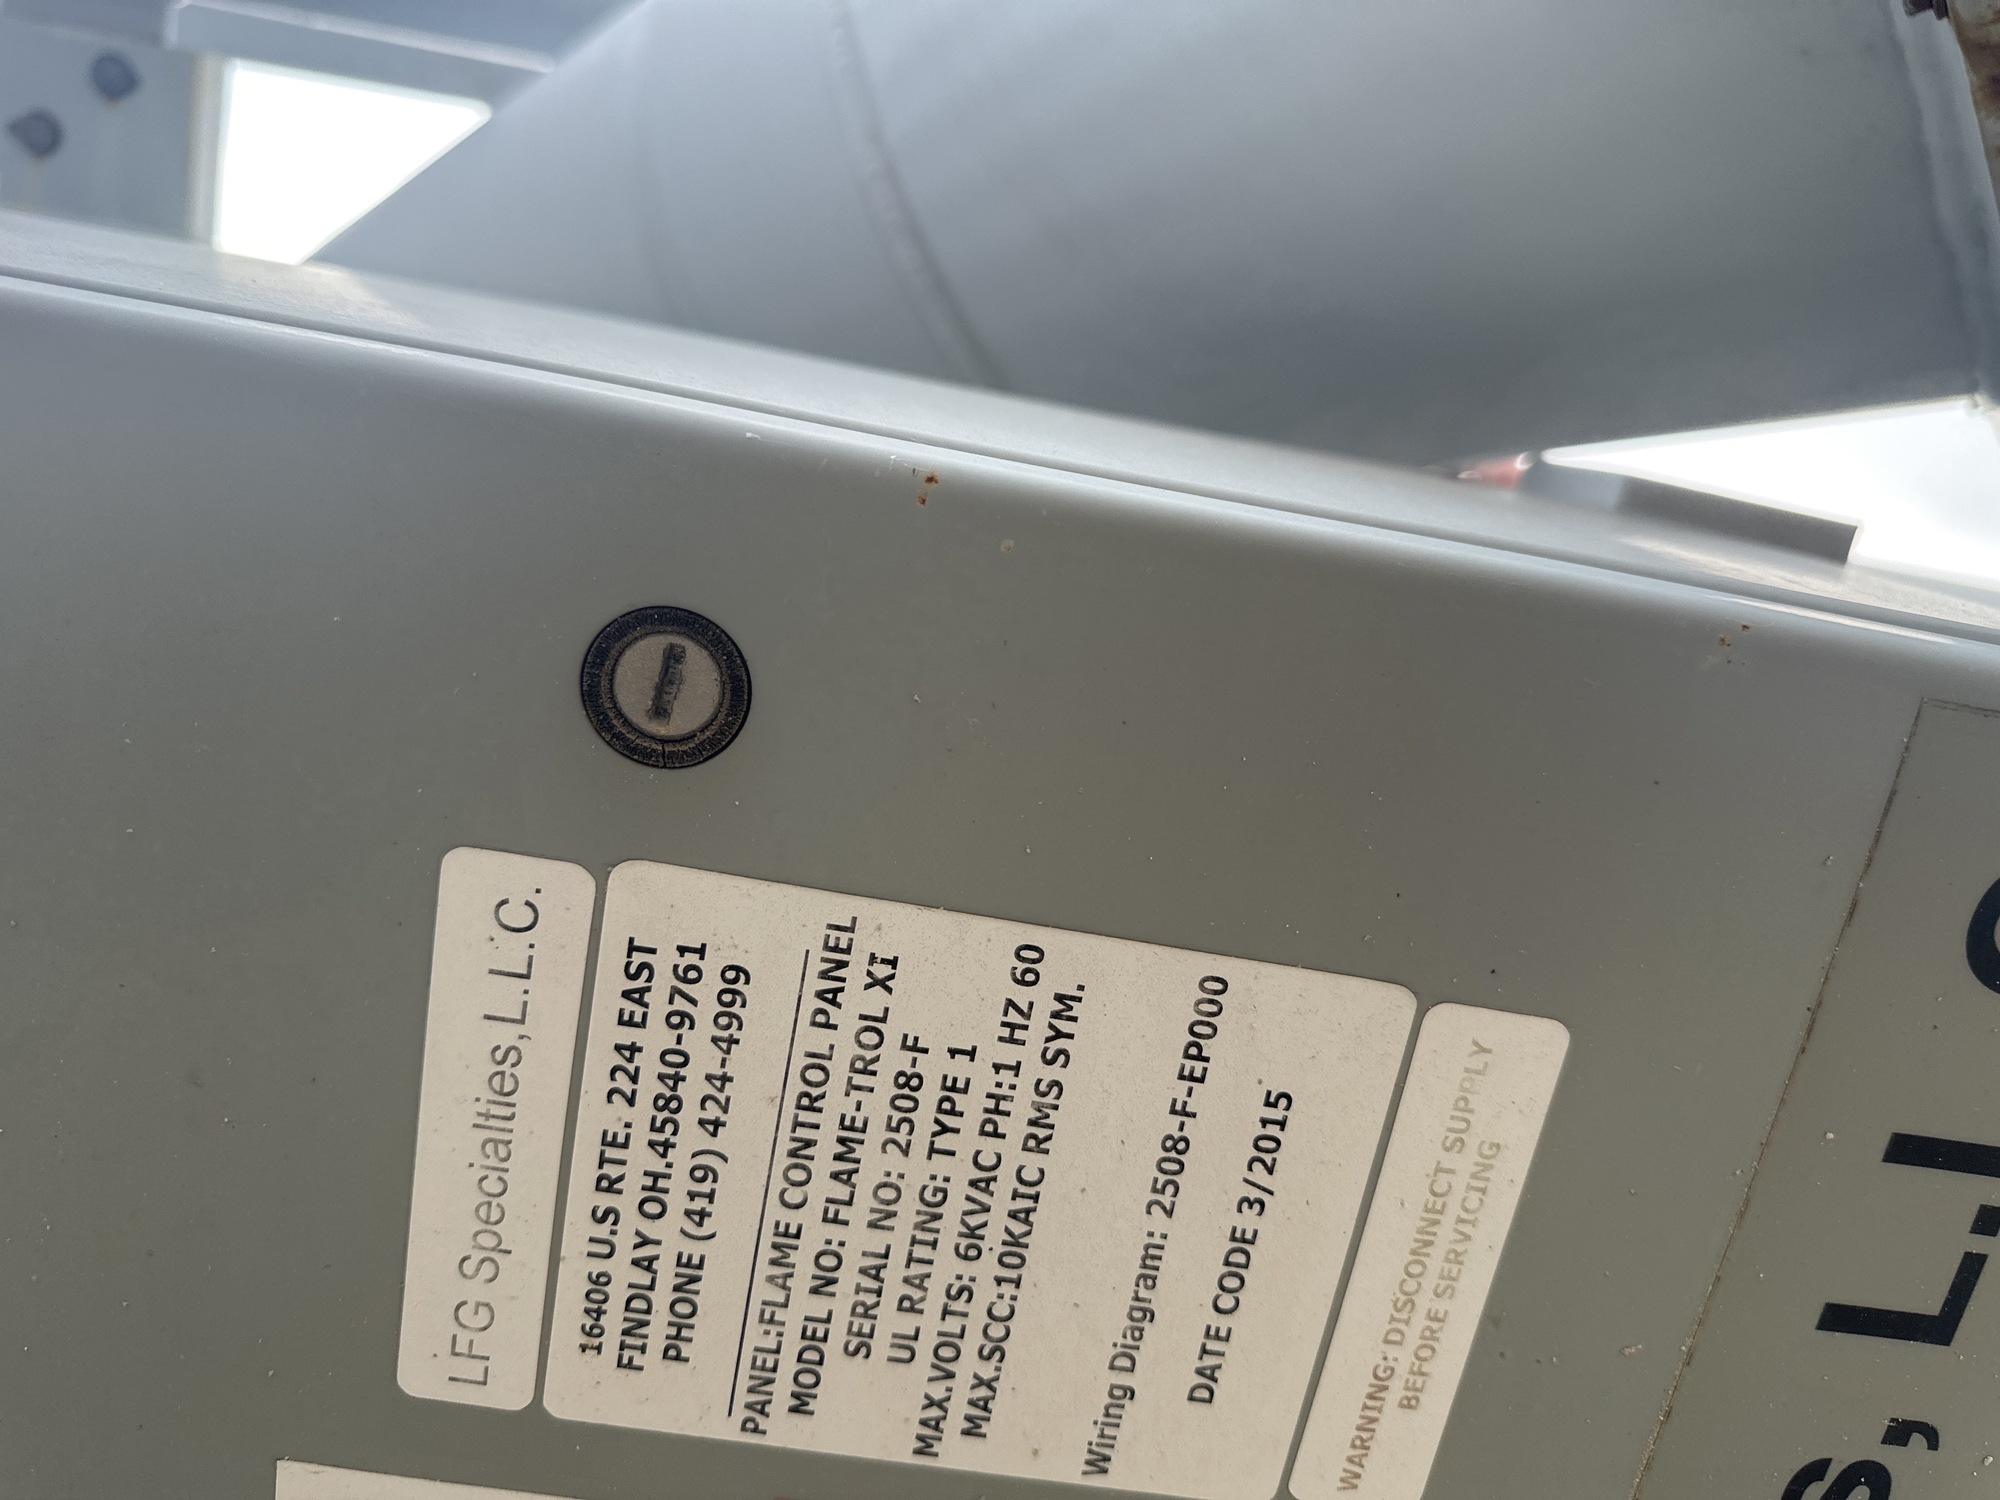 LFG Specialties, L.L.C.
16406 U.S RTE. 224 EAST
FINDLAY OH.45840-9761
PHONE (419) 424-4999
PANEL:FLAME CONTROL PANEL
MODEL NO: FLAME-TROL XI
SERIAL NO: 2508-F
UL RATING: TYPE 1
MAX.VOLTS: 6KVAC PH:1 HZ 60
MAX.SCC:10KAIC RMS SYM.
Wiring Diagram: 2508-F-EP000
DATE CODE 3/2015
WARNING: DISCONNECT SUPPLY
BEFORE SERVICING
s, L.L.C